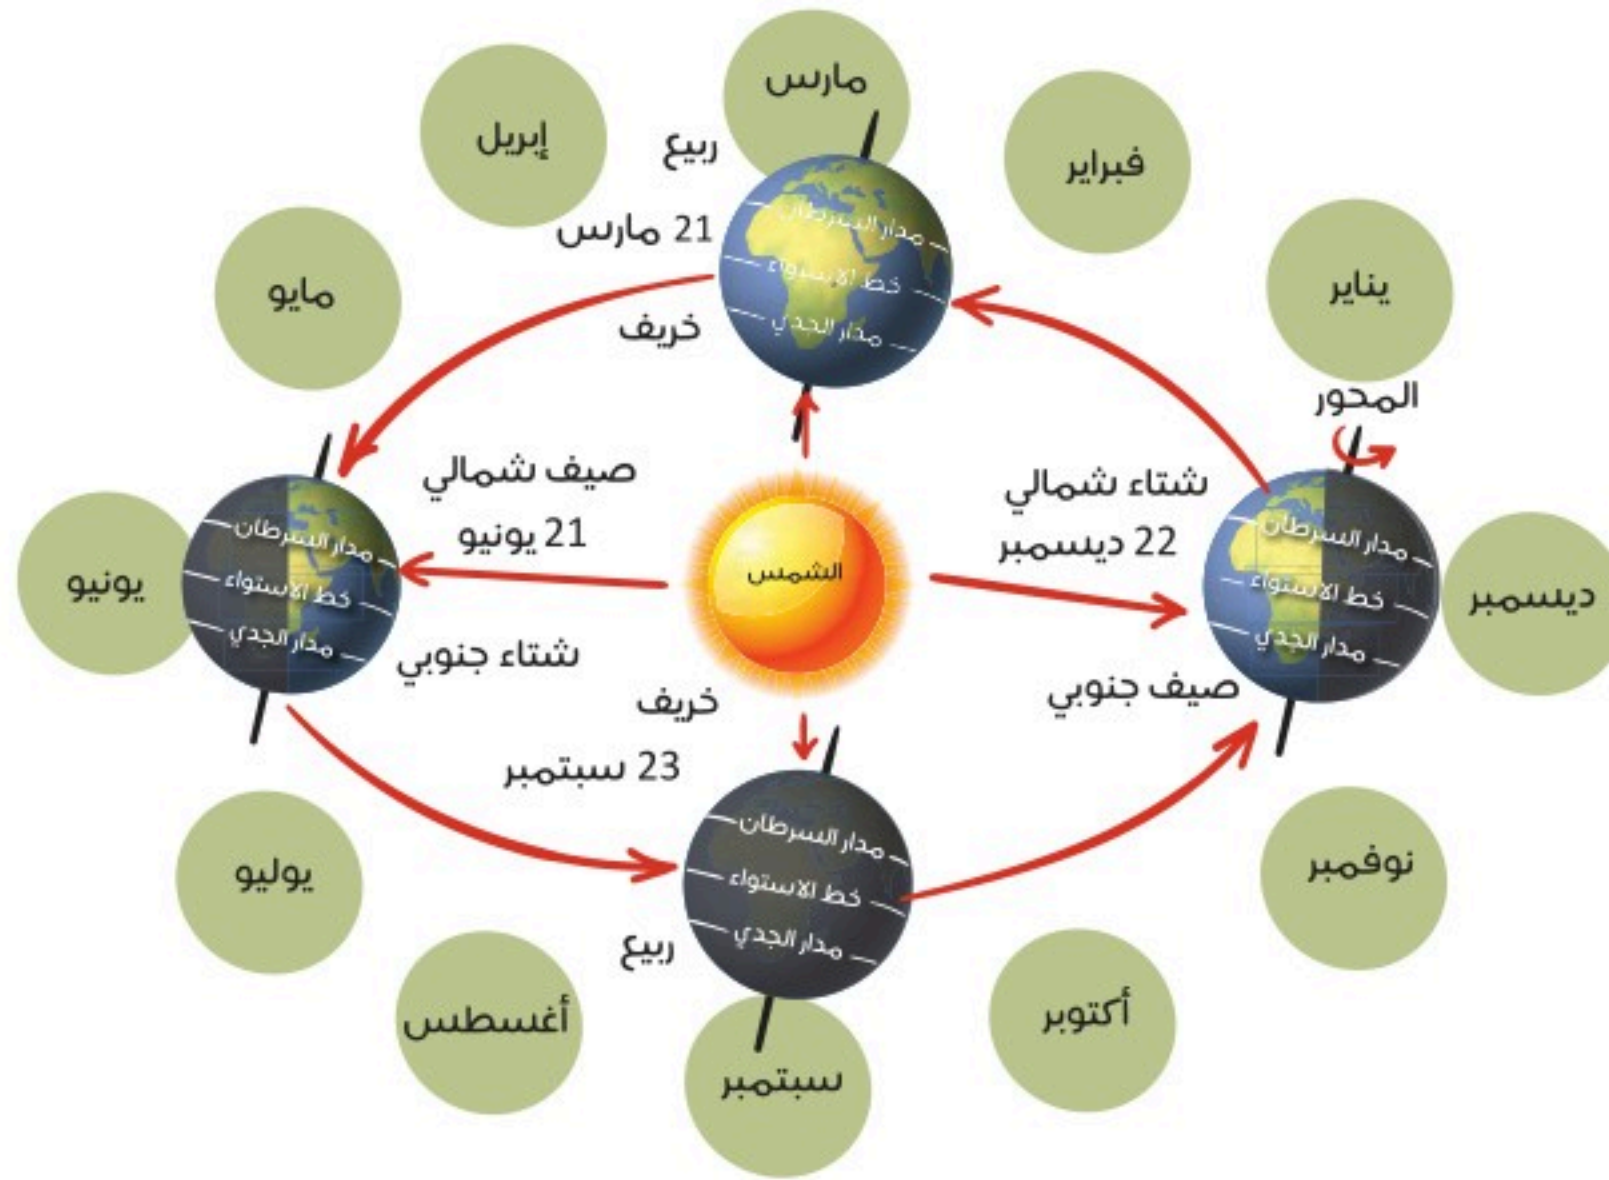 مارس
إبريل
فبراير
ربيع
مدار السرطان
21 مارس
خط الاستواء
يناير
مايو
خريف
مدار الجدي
المحور
صيف شمالي
شتاء شمالي
21 يونيو
22 ديسمبر
مدار السرطان
مدار السرطان
الشمس
يونيو
خط الاستواء
خط الاستواء
ديسمبر
مدار الجدي
مدار الجدي
شتاء جنوبي
صيف جنوبي
خريف
23 سبتمبر
مدار السرطان
خط الاستواء
مدار الجدي
ربيع
نوفمبر
يوليو
أكتوبر
أغسطس
سبتمبر